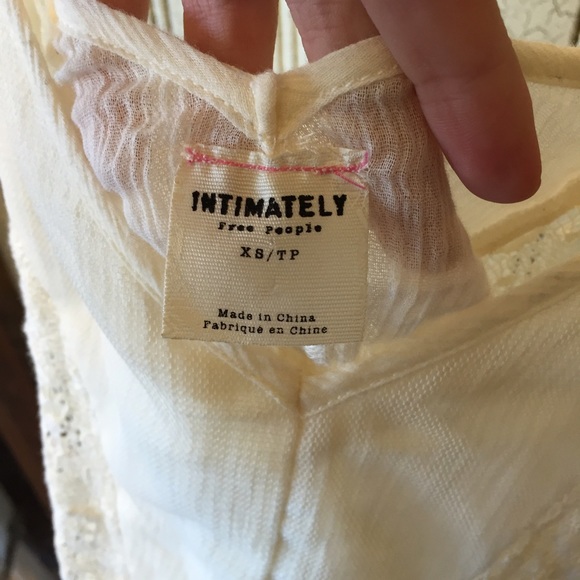 INTIMATELY
Free People
XS/TP
Made in China
Fabriqué en Chine